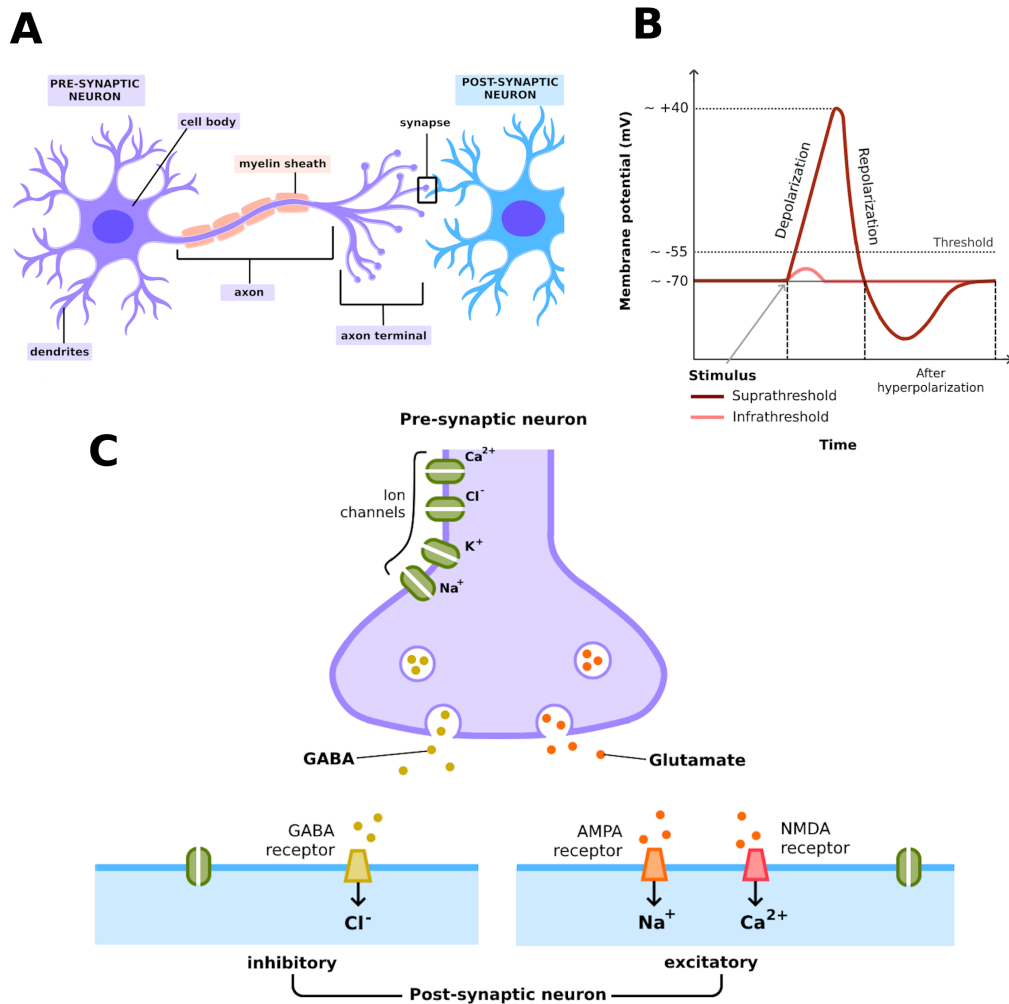 A
PRE-SYNAPTIC
NEURON
cell body
myelin sheath
synapse
POST-SYNAPTIC
NEURON
axon
axon terminal
dendrites
B
Membrane potential (mV)
~ +40
~ -55
~ -70
Depolarization
Repolarization
Threshold
Stimulus
Suprathreshold
Infrathreshold
After
hyperpolarization
Time
C
Pre-synaptic neuron
Ion
channels
Ca²⁺
Cl⁻
K⁺
Na⁺
GABA
Glutamate
GABA
receptor
AMPA
receptor
NMDA
receptor
Cl⁻
Na⁺
Ca²⁺
inhibitory
excitatory
Post-synaptic neuron